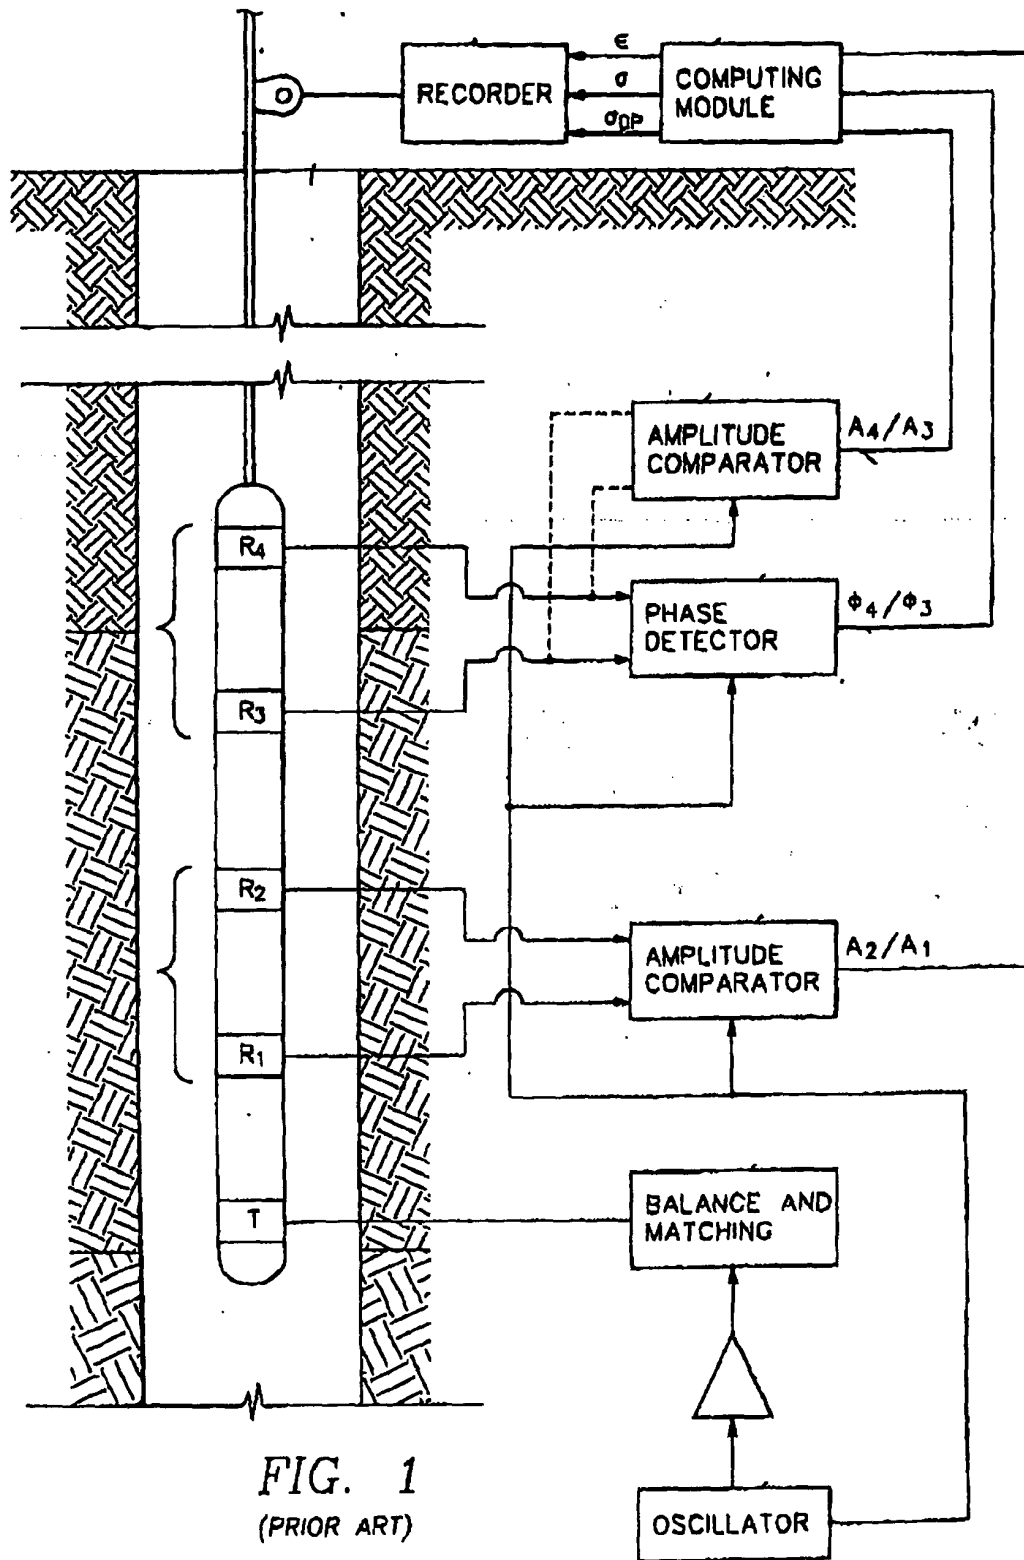 RECORDER
ϵ
σ
σDP
COMPUTING
MODULE
AMPLITUDE
COMPARATOR
A4/A3
R4
PHASE
DETECTOR
Φ4/Φ3
R3
R2
AMPLITUDE
COMPARATOR
A2/A1
R1
T
BALANCE AND
MATCHING
OSCILLATOR
FIG. 1
(PRIOR ART)